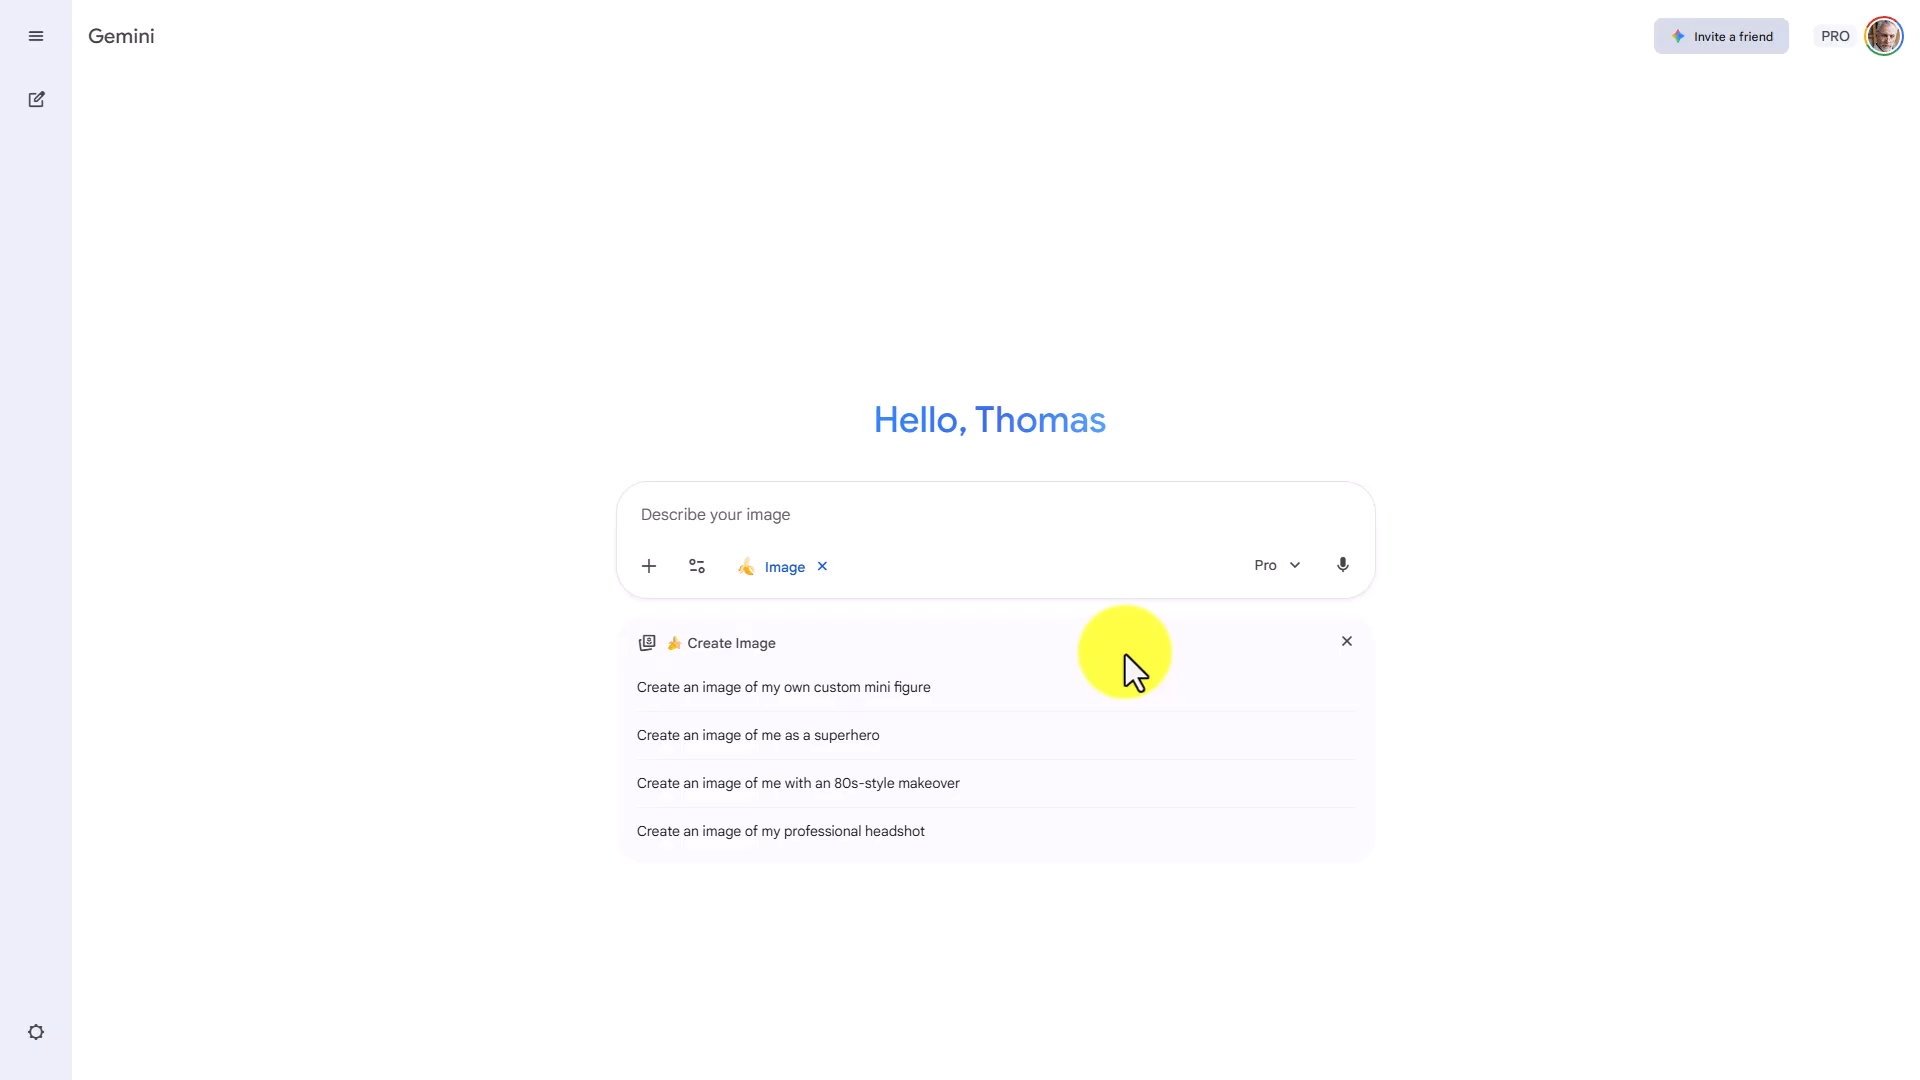 Gemini
Invite a friend
PRO
Hello, Thomas
Describe your image
Image
Pro
Create Image
Create an image of my own custom mini figure
Create an image of me as a superhero
Create an image of me with an 80s-style makeover
Create an image of my professional headshot